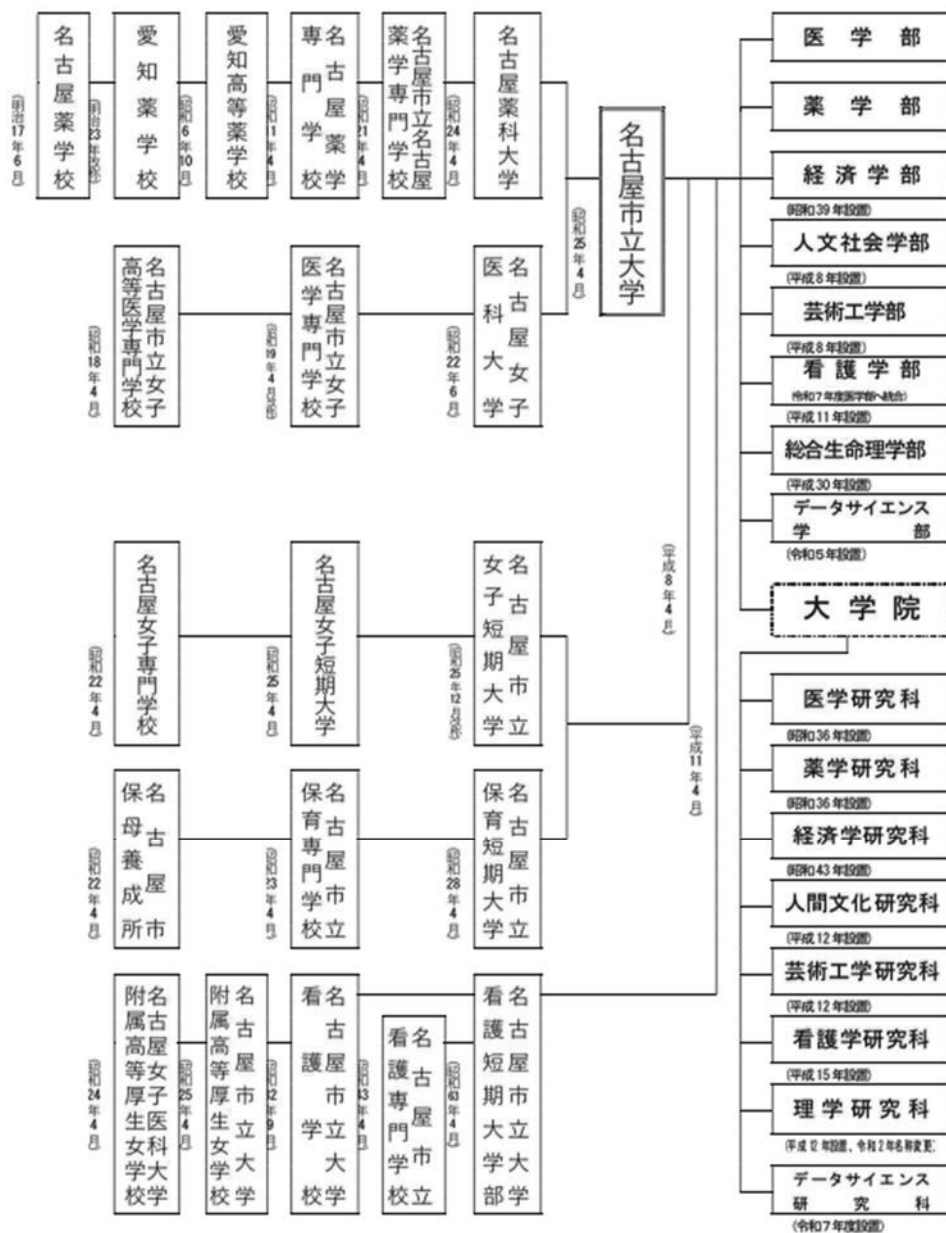 名古屋薬学校
(明治17年6月)
愛知薬学校
(明治23年改称)
愛知高等薬学校
(昭和6年10月)
名古屋薬学
専門学校
(昭和11年4月)
名古屋市立名古屋
薬学専門学校
(昭和21年4月)
名古屋薬科大学
(昭和24年4月)
名古屋市立女子
高等医学専門学校
(昭和18年4月)
名古屋市立女子
医学専門学校
(昭和19年4月改称)
名古屋女子
医科大学
(昭和22年6月)
名古屋市立大学
(昭和25年4月)
名古屋女子専門学校
(昭和22年4月)
名古屋女子短期大学
(昭和25年4月)
名古屋市立
女子短期大学
(昭和25年12月改称)
名古屋市
保母養成所
(昭和22年4月)
名古屋市立
保育専門学校
(昭和23年4月)
名古屋市立
保育短期大学
(昭和28年4月)
(平成8年4月)
名古屋女子医科大学
附属高等厚生女学校
(昭和24年4月)
名古屋市立大学
附属高等厚生女学校
(昭和25年4月)
名古屋市立大学
看護学校
(昭和32年9月)
名古屋市立
看護専門学校
(昭和43年4月)
名古屋市立大学
看護短期大学部
(昭和63年4月)
(平成11年4月)
医学部
薬学部
経済学部
(昭和39年設置)
人文社会学部
(平成8年設置)
芸術工学部
(平成8年設置)
看護学部
(令和7年度医学部へ統合)
(平成11年設置)
総合生命理学部
(平成30年設置)
データサイエンス
学部
(令和5年設置)
大学院
医学研究科
(昭和36年設置)
薬学研究科
(昭和36年設置)
経済学研究科
(昭和43年設置)
人間文化研究科
(平成12年設置)
芸術工学研究科
(平成12年設置)
看護学研究科
(平成15年設置)
理学研究科
(平成12年設置、令和2年名称変更)
データサイエンス
研究科
(令和7年度設置)